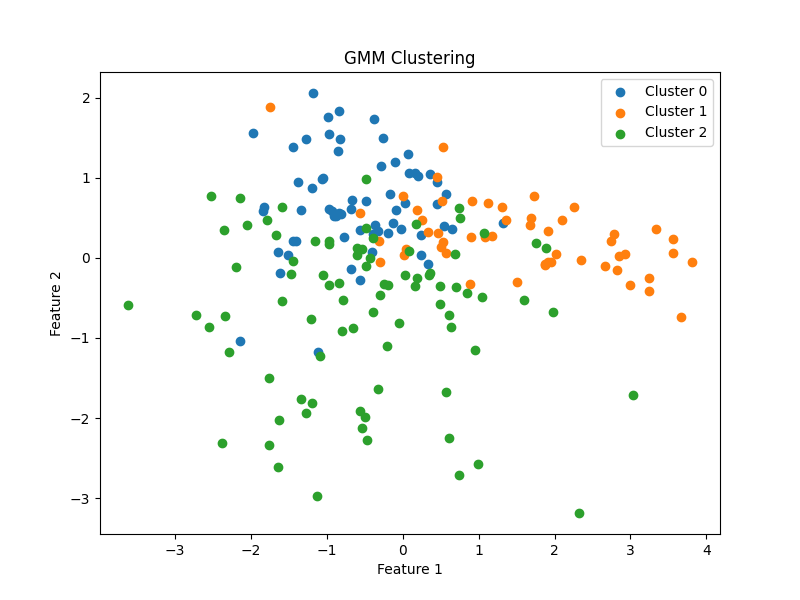 GMM Clustering
Cluster 0
Cluster 1
Cluster 2
2
1
0
−1
−2
−3
Feature 2
−3
−2
−1
0
1
2
3
4
Feature 1